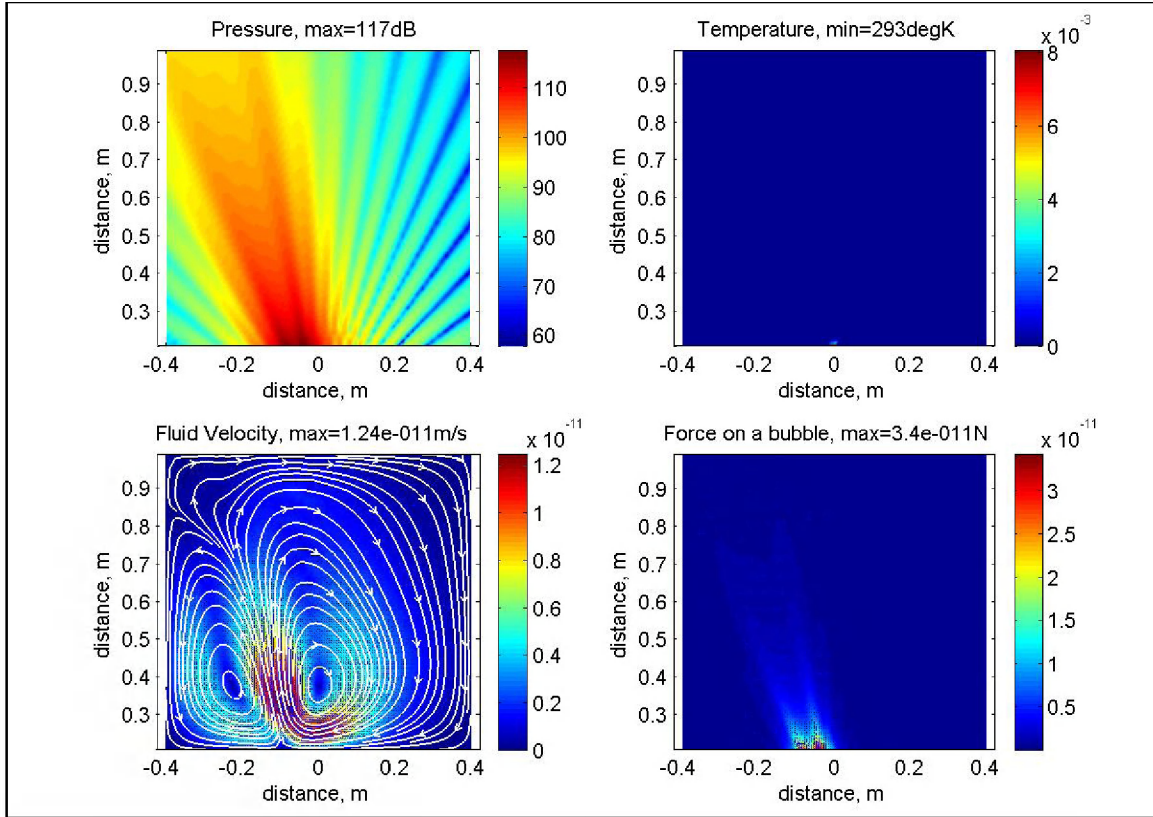 Pressure, max=117dB
0.9
0.8
0.7
0.6
0.5
0.4
0.3
distance, m
-0.4 -0.2 0 0.2 0.4
distance, m
110
100
90
80
70
60
Temperature, min=293degK
x 10⁻³
0.9
0.8
0.7
0.6
0.5
0.4
0.3
distance, m
-0.4 -0.2 0 0.2 0.4
distance, m
8
6
4
2
0
Fluid Velocity, max=1.24e-011m/s
x 10⁻¹¹
0.9
0.8
0.7
0.6
0.5
0.4
0.3
distance, m
-0.4 -0.2 0 0.2 0.4
distance, m
1.2
1
0.8
0.6
0.4
0.2
0
Force on a bubble, max=3.4e-011N
x 10⁻¹¹
0.9
0.8
0.7
0.6
0.5
0.4
0.3
distance, m
-0.4 -0.2 0 0.2 0.4
distance, m
3
2.5
2
1.5
1
0.5